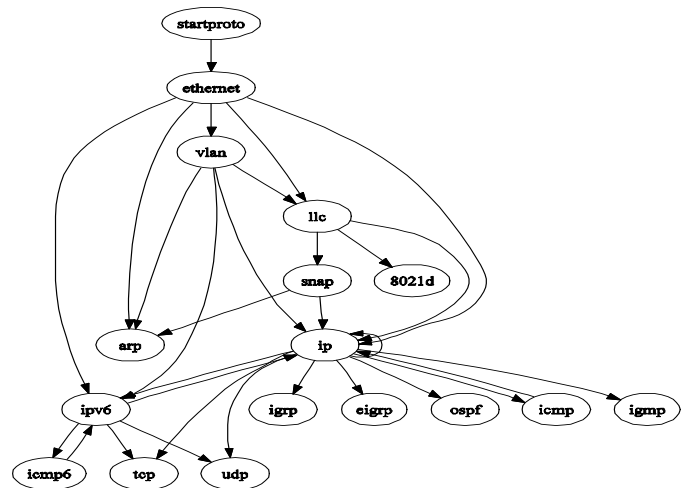 startproto
ethernet
vlan
llc
snap
8021d
arp
ip
ipv6
igrp
eigrp
ospf
icmp
igmp
icmp6
tcp
udp